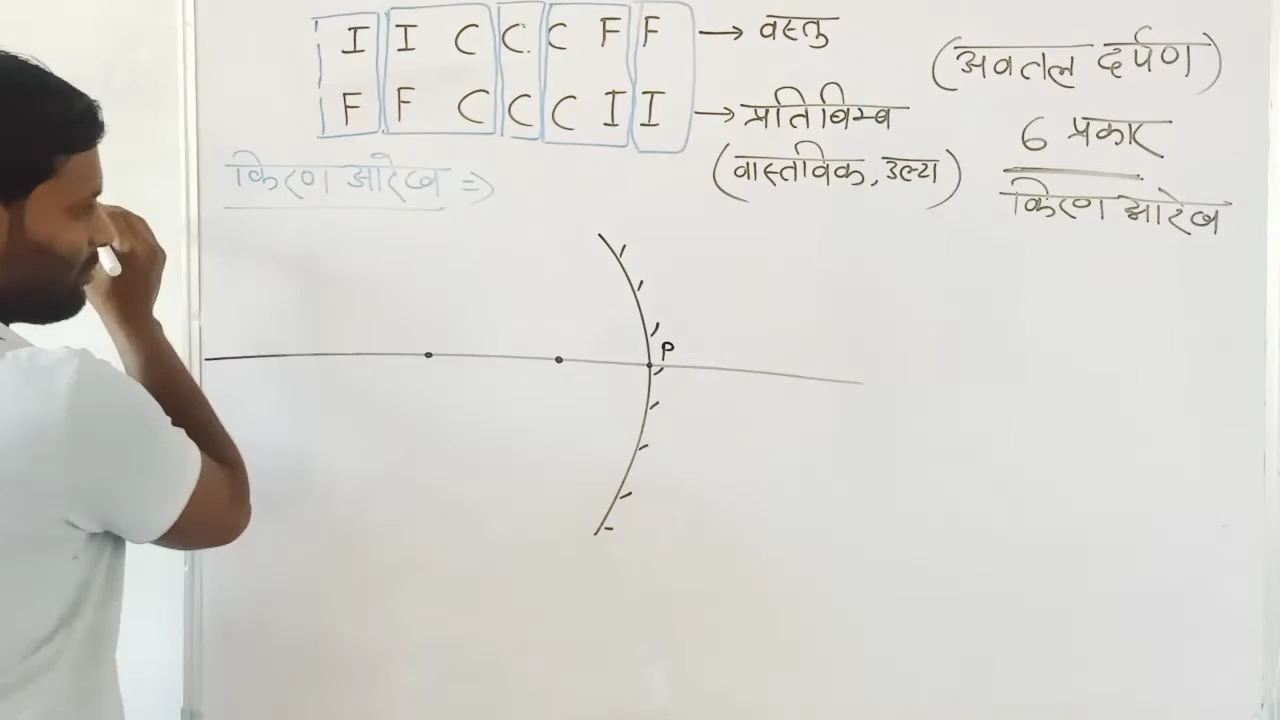 I I C C C F F → वस्तु
F F C C C I I → प्रतिबिम्ब
(वास्तविक, उल्टा)
(अवतल दर्पण)
6 प्रकार
किरण आरेख
किरण आरेख ⇒
P